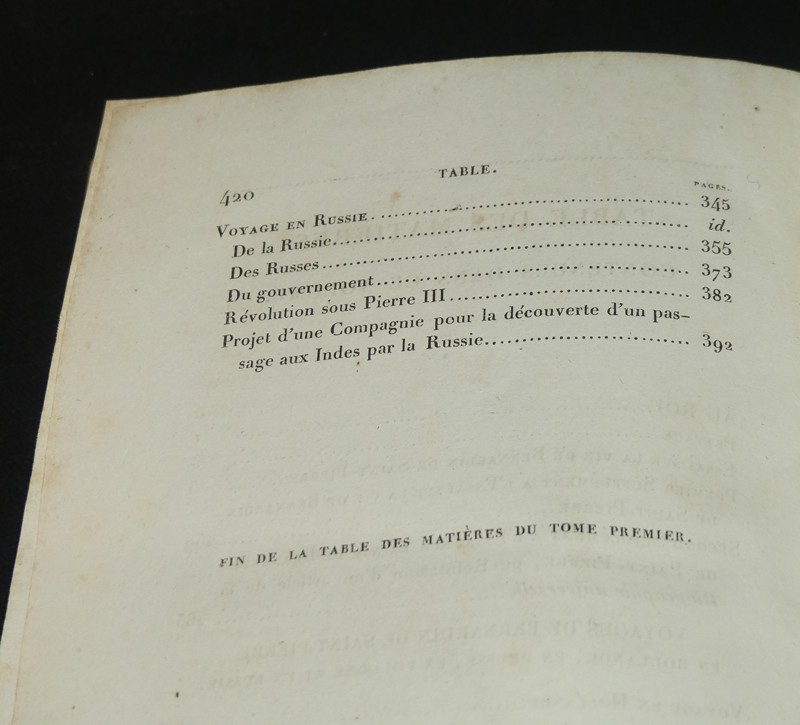 420
TABLE.
PAGES.
VOYAGE EN RUSSIE........................................ 345
De la Russie............................................ id.
Des Russes.............................................. 355
Du gouvernement......................................... 373
Révolution sous Pierre III.............................. 382
Projet d'une Compagnie pour la découverte d'un pas-
sage aux Indes par la Russie............................ 392
FIN DE LA TABLE DES MATIÈRES DU TOME PREMIER.